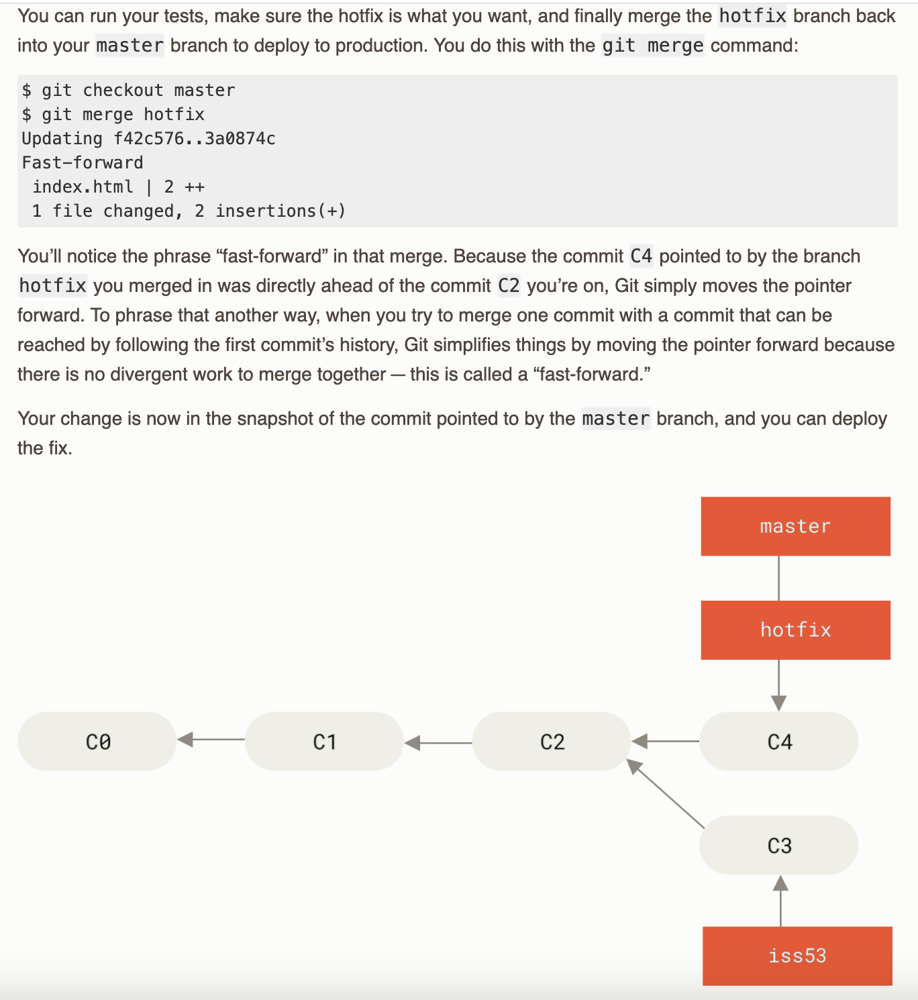 You can run your tests, make sure the hotfix is what you want, and finally merge the hotfix branch back
into your master branch to deploy to production. You do this with the git merge command:
$ git checkout master
$ git merge hotfix
Updating f42c576..3a0874c
Fast-forward
 index.html | 2 ++
 1 file changed, 2 insertions(+)
You’ll notice the phrase “fast-forward” in that merge. Because the commit C4 pointed to by the branch
hotfix you merged in was directly ahead of the commit C2 you’re on, Git simply moves the pointer
forward. To phrase that another way, when you try to merge one commit with a commit that can be
reached by following the first commit’s history, Git simplifies things by moving the pointer forward because
there is no divergent work to merge together — this is called a “fast-forward.”
Your change is now in the snapshot of the commit pointed to by the master branch, and you can deploy
the fix.
master
hotfix
C0
C1
C2
C4
C3
iss53